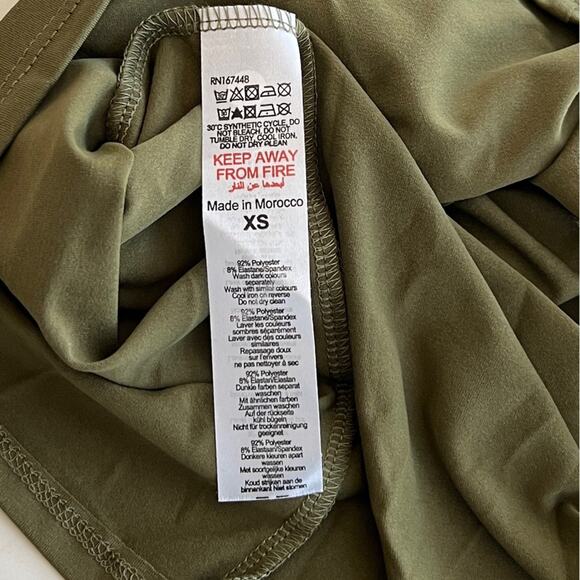 RN167448
30°C SYNTHETIC CYCLE, DO
NOT BLEACH, DO NOT
TUMBLE DRY, COOL IRON,
DO NOT DRY CLEAN
KEEP AWAY
FROM FIRE
أبعدها عن النار
Made in Morocco
XS
92% Polyester
8% Elastane/Spandex
Wash dark colours
separately
Wash with similar colours
Cool iron on reverse
Do not dry clean
92% Polyester
8% Elastane/Spandex
Laver les couleurs
sombres séparément
Laver avec des couleurs
similaires
Repassage doux
sur l'envers
ne pas nettoyer à sec
92% Polyester
8% Elastan/Elastan
Dunkle farben separat
waschen
Mit ähnlichen farben
Zusammen waschen
Auf der rückseite
kühl bügeln
Nicht für trockenreinigung
geeignet
92% Polyester
8% Elastaan/Spandex
Donkere kleuren apart
wassen
Met soortgelijke kleuren
wassen
Koud strijken aan de
binnenkant Niet stomen